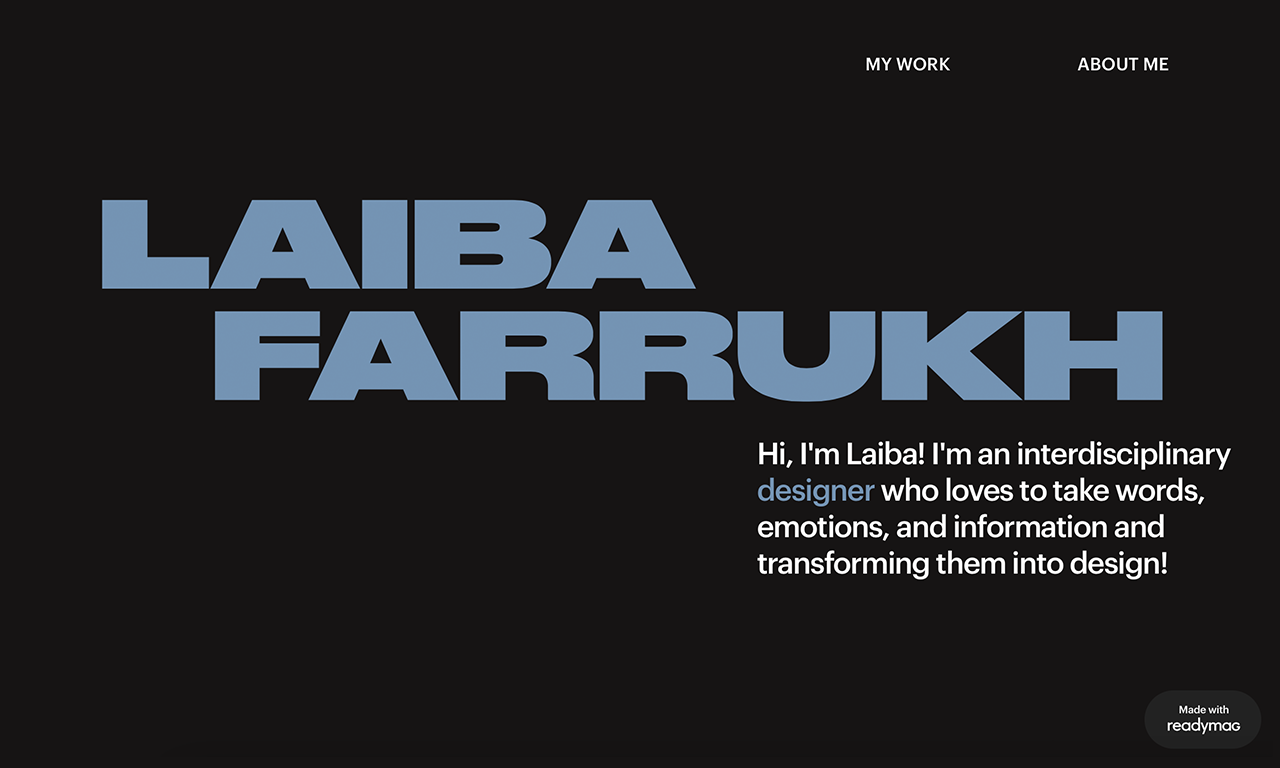 MY WORK
ABOUT ME
LAIBA
FARRUKH
Hi, I'm Laiba! I'm an interdisciplinary
designer who loves to take words,
emotions, and information and
transforming them into design!
Made with
readymag